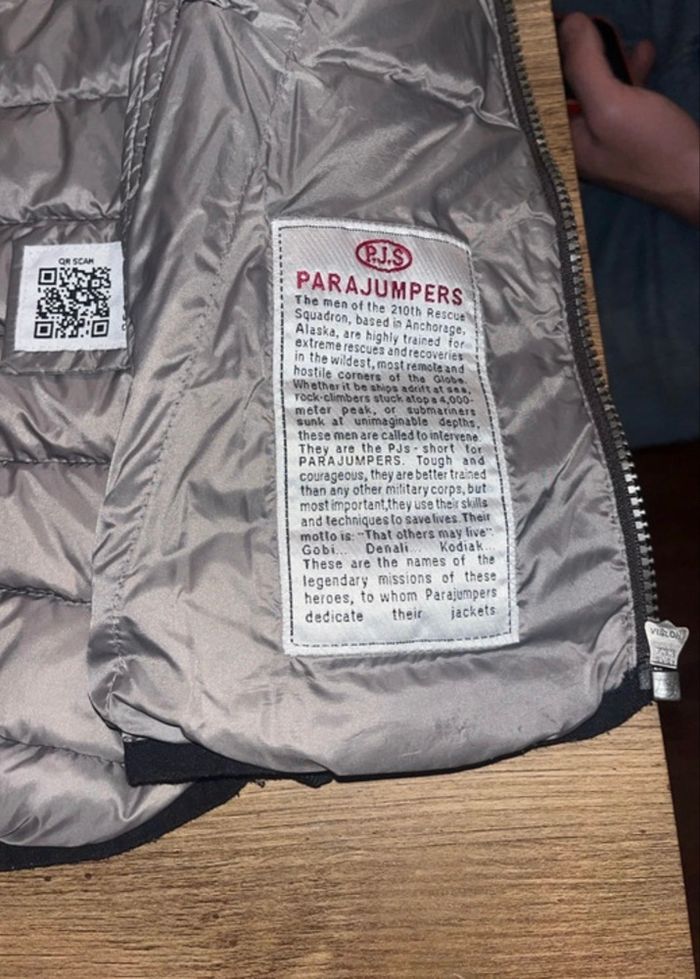 QR SCAN
P.J.S
PARAJUMPERS
The men of the 210th Rescue
Squadron, based in Anchorage,
Alaska, are highly trained for
extreme rescues and recoveries
in the wildest, most remote and
hostile corners of the Globe.
Whether it be ships adrift at sea,
rock-climbers stuck atop a 4,000-
meter peak, or submariners
sunk at unimaginable depths,
these men are called to intervene.
They are the PJs - short for
PARAJUMPERS. Tough and
courageous, they are better trained
than any other military corps, but
most important, they use their skills
and techniques to save lives. Their
motto is: "That others may live".
Gobi... Denali... Kodiak...
These are the names of the
legendary missions of these
heroes, to whom Parajumpers
dedicate their jackets